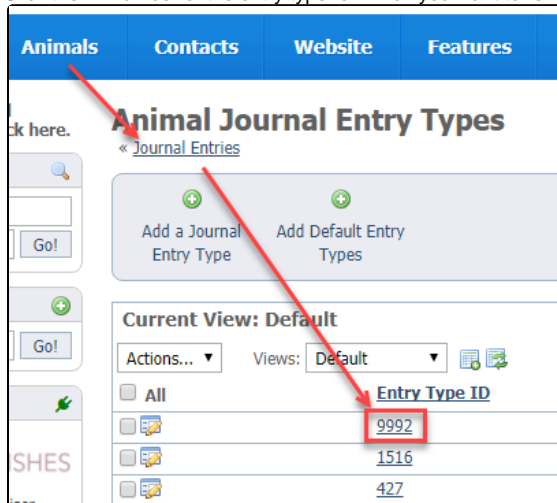 Animals Contacts Website Features
ck here.
Animal Journal Entry Types
« Journal Entries
Go!
Add a Journal Entry Type
Add Default Entry Types
Go!
Current View: Default
Actions... Views: Default
All Entry Type ID
9992
ISHES
1516
427